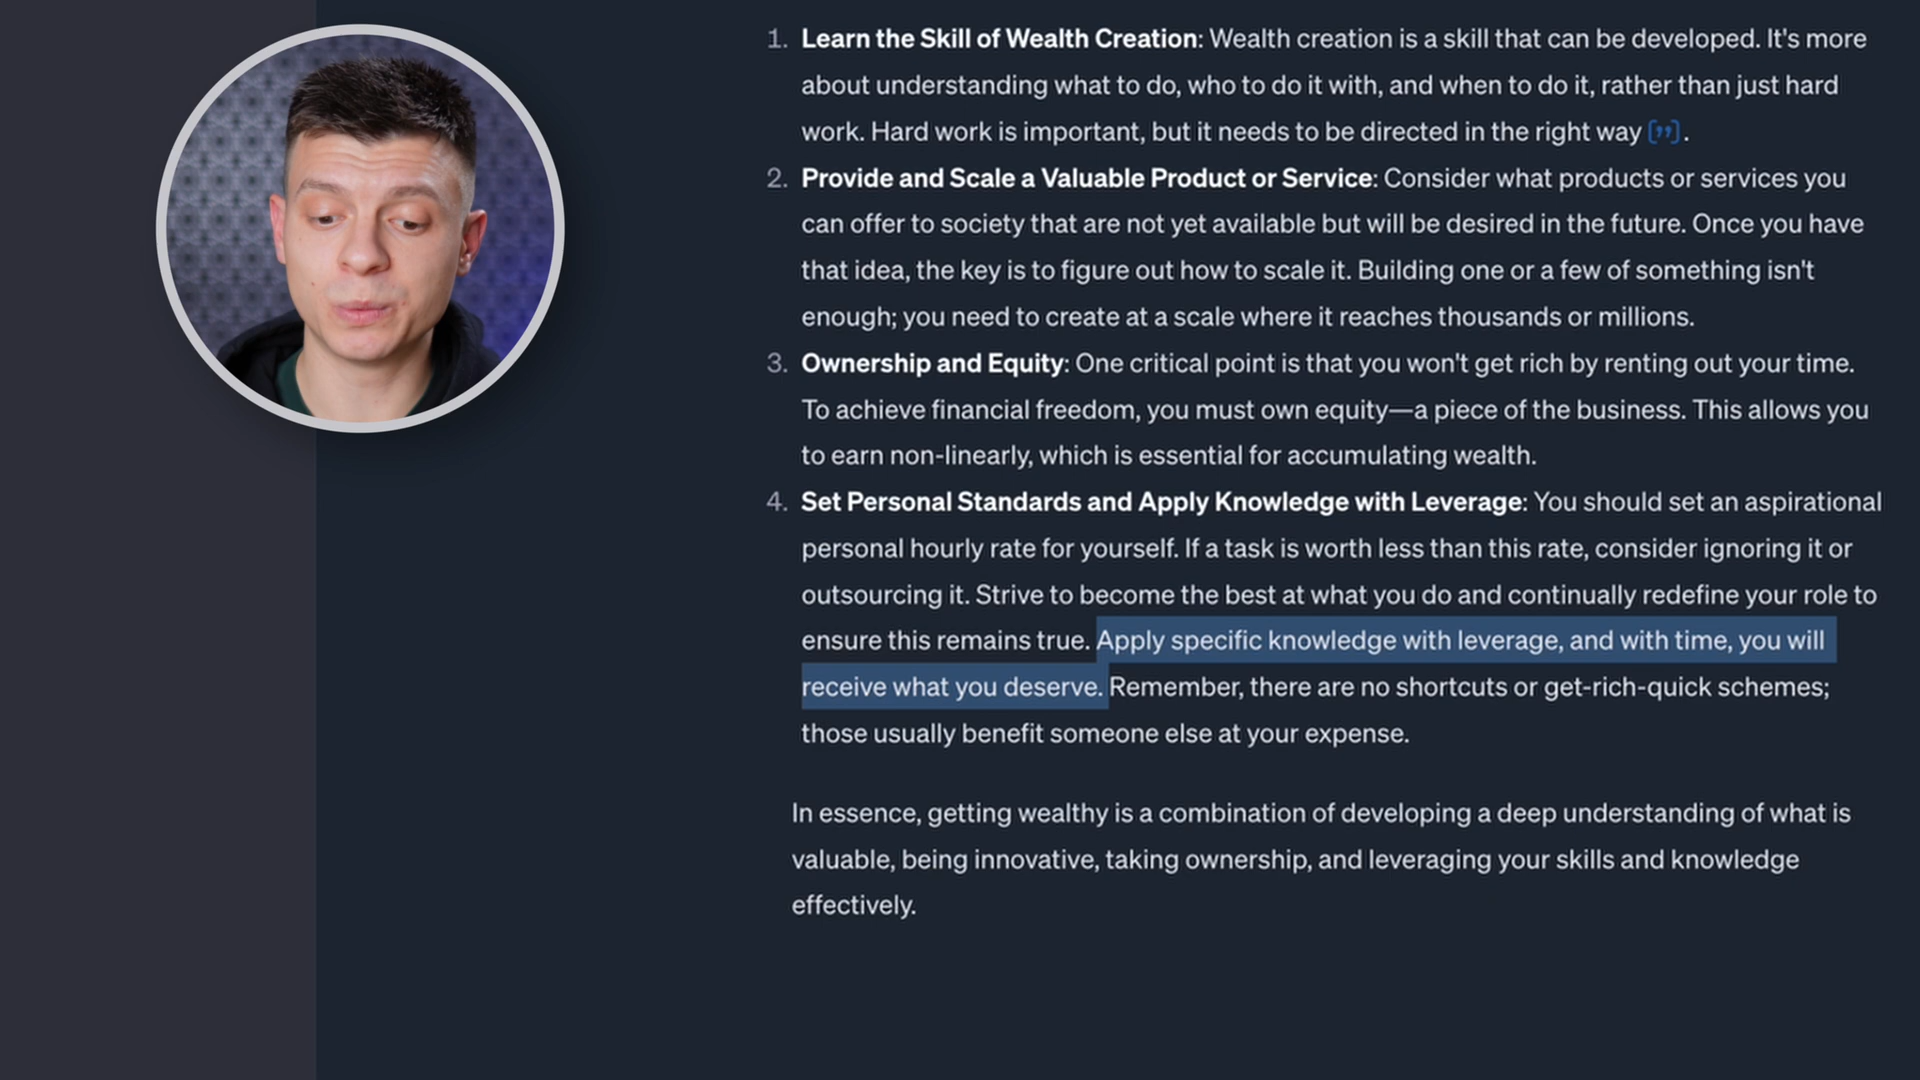 1. Learn the Skill of Wealth Creation: Wealth creation is a skill that can be developed. It's more
about understanding what to do, who to do it with, and when to do it, rather than just hard
work. Hard work is important, but it needs to be directed in the right way [”].
2. Provide and Scale a Valuable Product or Service: Consider what products or services you
can offer to society that are not yet available but will be desired in the future. Once you have
that idea, the key is to figure out how to scale it. Building one or a few of something isn't
enough; you need to create at a scale where it reaches thousands or millions.
3. Ownership and Equity: One critical point is that you won't get rich by renting out your time.
To achieve financial freedom, you must own equity—a piece of the business. This allows you
to earn non-linearly, which is essential for accumulating wealth.
4. Set Personal Standards and Apply Knowledge with Leverage: You should set an aspirational
personal hourly rate for yourself. If a task is worth less than this rate, consider ignoring it or
outsourcing it. Strive to become the best at what you do and continually redefine your role to
ensure this remains true. Apply specific knowledge with leverage, and with time, you will
receive what you deserve. Remember, there are no shortcuts or get-rich-quick schemes;
those usually benefit someone else at your expense.
In essence, getting wealthy is a combination of developing a deep understanding of what is
valuable, being innovative, taking ownership, and leveraging your skills and knowledge
effectively.